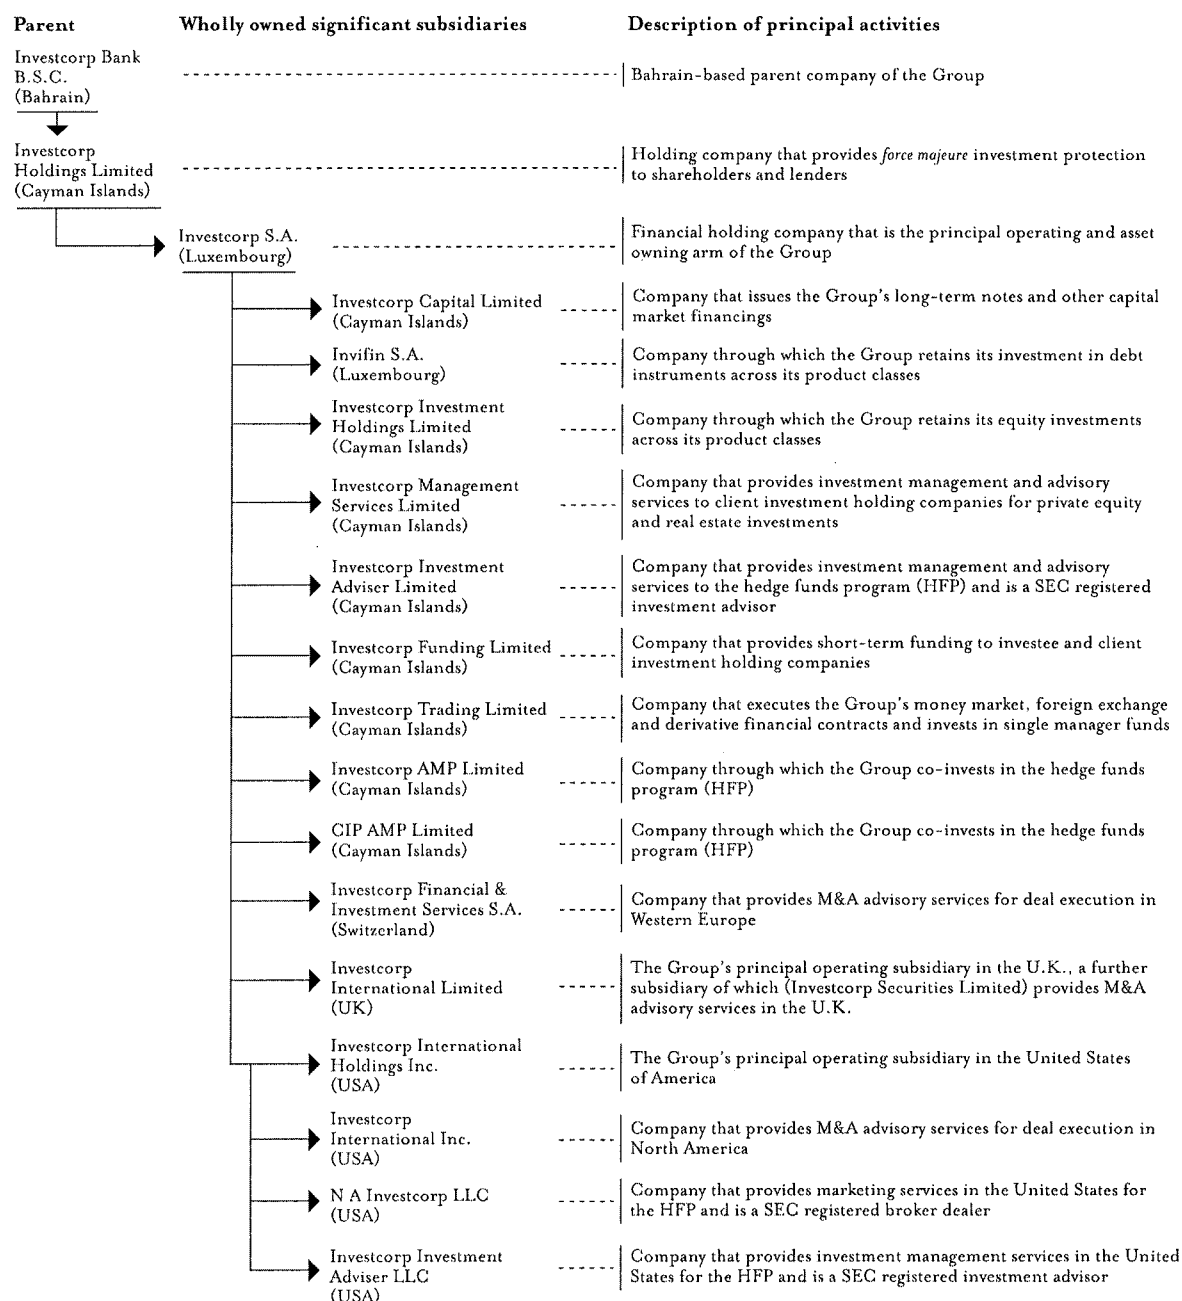 Parent Wholly owned significant subsidiaries Description of principal activities
Investcorp Bank
B.S.C.
(Bahrain)
Bahrain-based parent company of the Group
Investcorp
Holdings Limited
(Cayman Islands)
Holding company that provides force majeure investment protection
to shareholders and lenders
Investcorp S.A.
(Luxembourg)
Financial holding company that is the principal operating and asset
owning arm of the Group
Investcorp Capital Limited
(Cayman Islands)
Company that issues the Group's long-term notes and other capital
market financings
Invifin S.A.
(Luxembourg)
Company through which the Group retains its investment in debt
instruments across its product classes
Investcorp Investment
Holdings Limited
(Cayman Islands)
Company through which the Group retains its equity investments
across its product classes
Investcorp Management
Services Limited
(Cayman Islands)
Company that provides investment management and advisory
services to client investment holding companies for private equity
and real estate investments
Investcorp Investment
Adviser Limited
(Cayman Islands)
Company that provides investment management and advisory
services to the hedge funds program (HFP) and is a SEC registered
investment advisor
Investcorp Funding Limited
(Cayman Islands)
Company that provides short-term funding to investee and client
investment holding companies
Investcorp Trading Limited
(Cayman Islands)
Company that executes the Group's money market, foreign exchange
and derivative financial contracts and invests in single manager funds
Investcorp AMP Limited
(Cayman Islands)
Company through which the Group co-invests in the hedge funds
program (HFP)
CIP AMP Limited
(Cayman Islands)
Company through which the Group co-invests in the hedge funds
program (HFP)
Investcorp Financial &
Investment Services S.A.
(Switzerland)
Company that provides M&A advisory services for deal execution in
Western Europe
Investcorp
International Limited
(UK)
The Group's principal operating subsidiary in the U.K., a further
subsidiary of which (Investcorp Securities Limited) provides M&A
advisory services in the U.K.
Investcorp International
Holdings Inc.
(USA)
The Group's principal operating subsidiary in the United States
of America
Investcorp
International Inc.
(USA)
Company that provides M&A advisory services for deal execution in
North America
N A Investcorp LLC
(USA)
Company that provides marketing services in the United States for
the HFP and is a SEC registered broker dealer
Investcorp Investment
Adviser LLC
(USA)
Company that provides investment management services in the United
States for the HFP and is a SEC registered investment advisor